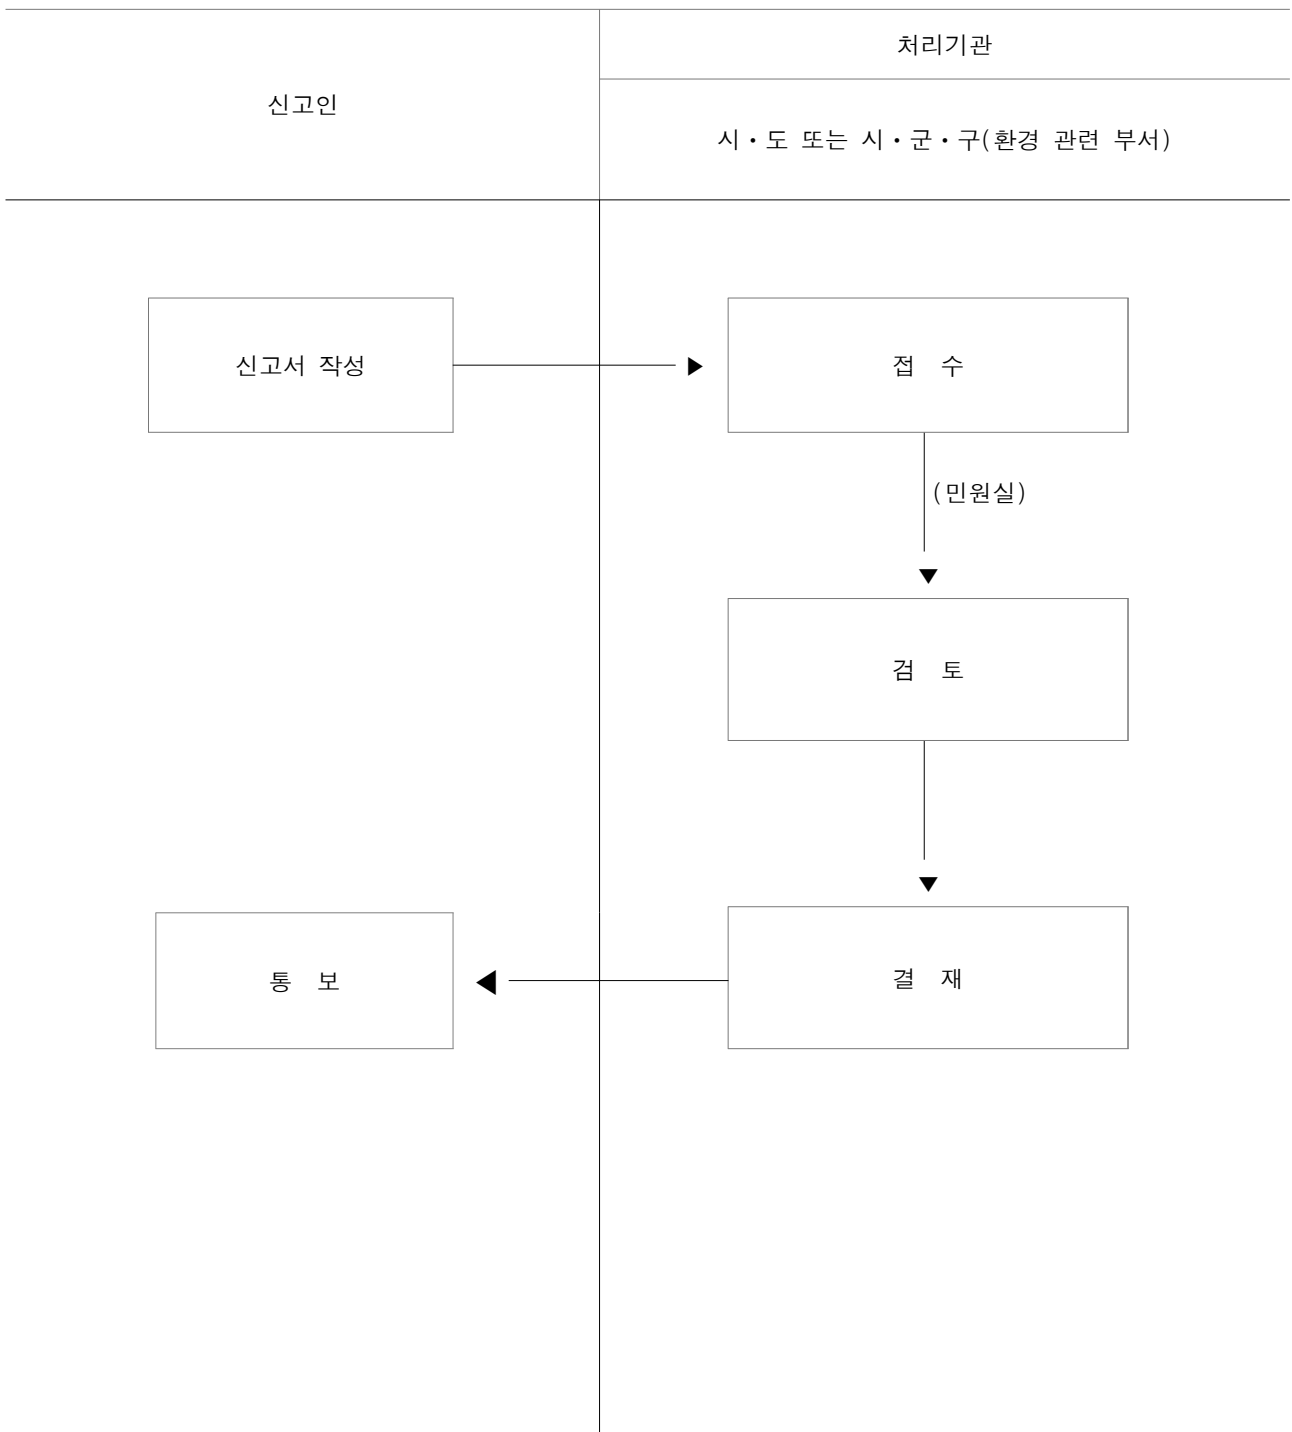 처리기관
신고인
시・도 또는 시・군・구(환경 관련 부서)
신고서 작성
접 수
(민원실)
검 토
통 보
결 재